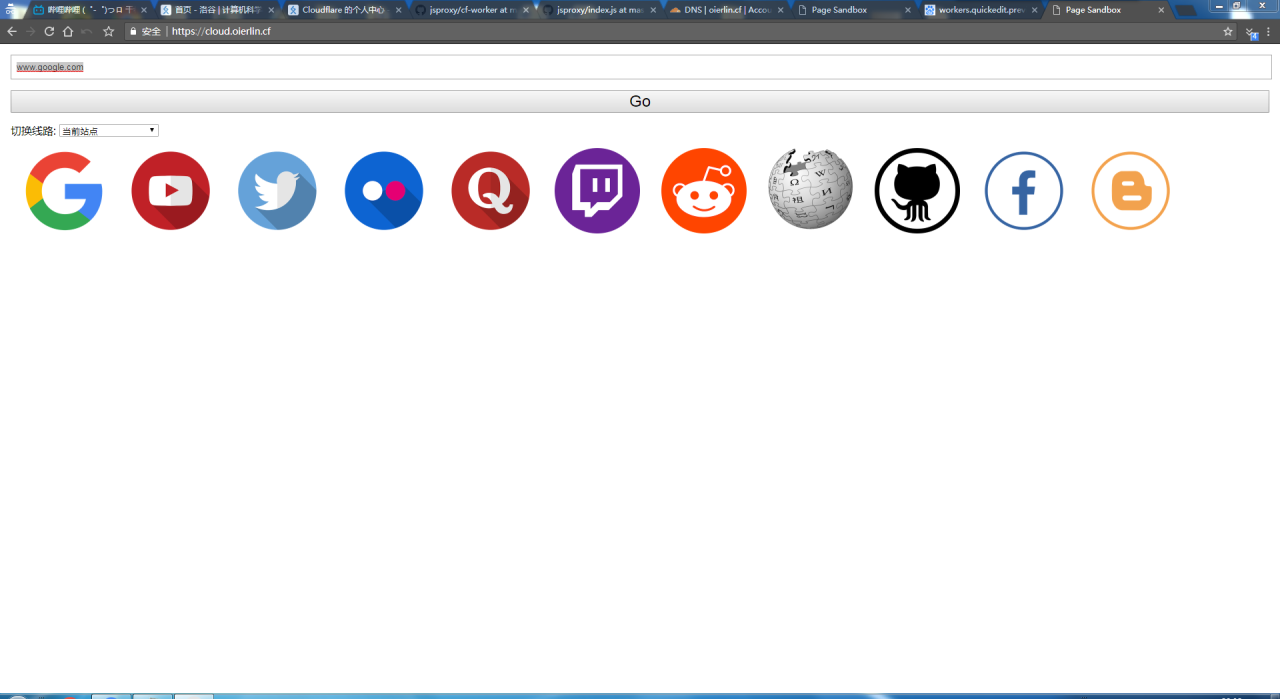 哔哩哔哩 ( ゜- ゜)つロ 干
首页 - 洛谷 | 计算机科学
Cloudflare 的个人中心
jsproxy/cf-worker at m
jsproxy/index.js at mas
DNS | oierlin.cf | Accou
Page Sandbox
workers.quickedit.prev
Page Sandbox
安全 | https://cloud.oierlin.cf
www.google.com
Go
切换线路: 当前站点